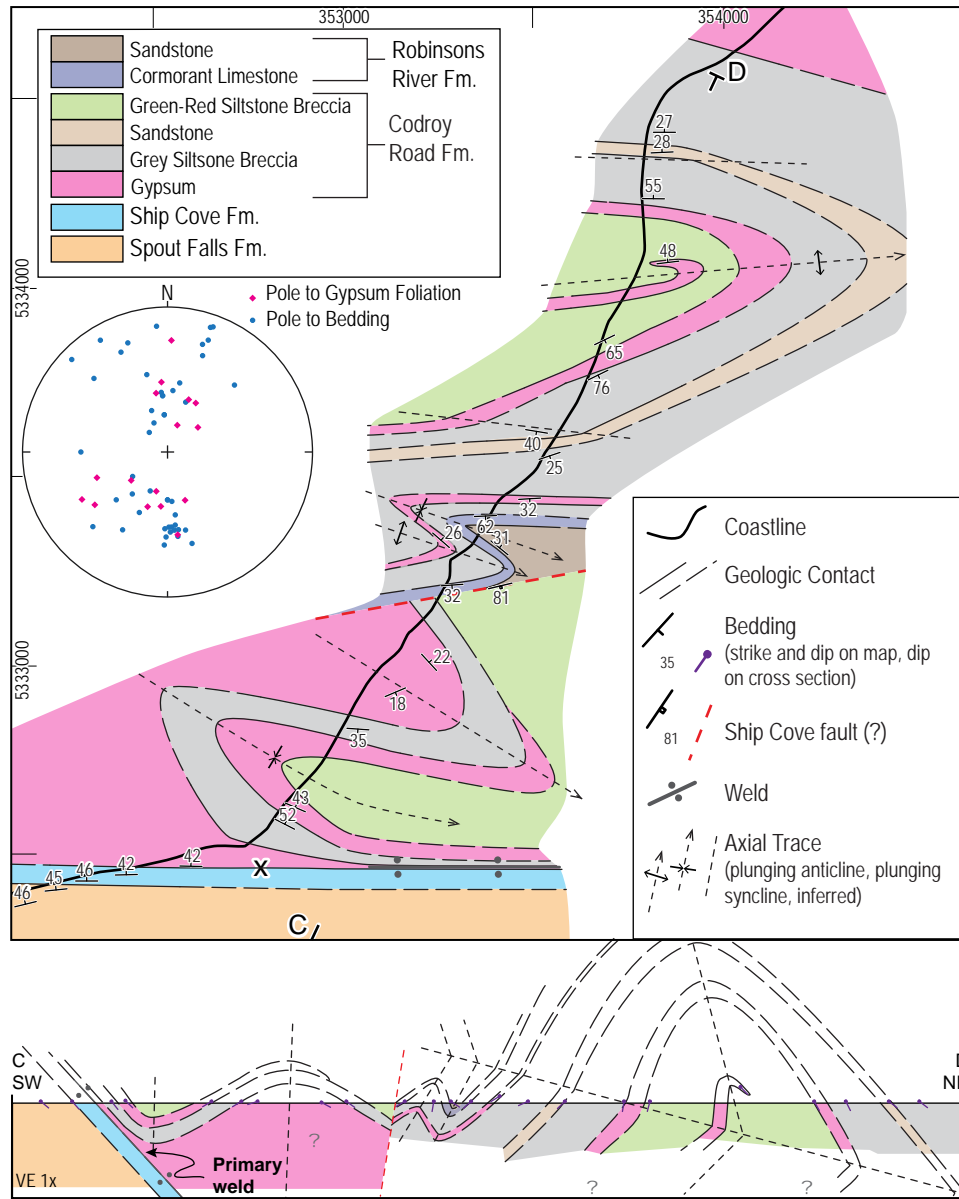 353000
354000
5334000
5333000
Sandstone
Cormorant Limestone
Robinsons
River Fm.
Green-Red Siltstone Breccia
Sandstone
Grey Siltsone Breccia
Gypsum
Codroy
Road Fm.
Ship Cove Fm.
Spout Falls Fm.
N
Pole to Gypsum Foliation
Pole to Bedding
D
27
28
55
48
65
76
40
25
32
62
31
26
32
81
22
18
35
43
52
42
42
46
45
46
X
C
Coastline
Geologic Contact
Bedding
35
(strike and dip on map, dip
on cross section)
81
Ship Cove fault (?)
Weld
Axial Trace
(plunging anticline, plunging
syncline, inferred)
C
SW
D
?
Primary
weld
VE 1x
?
?